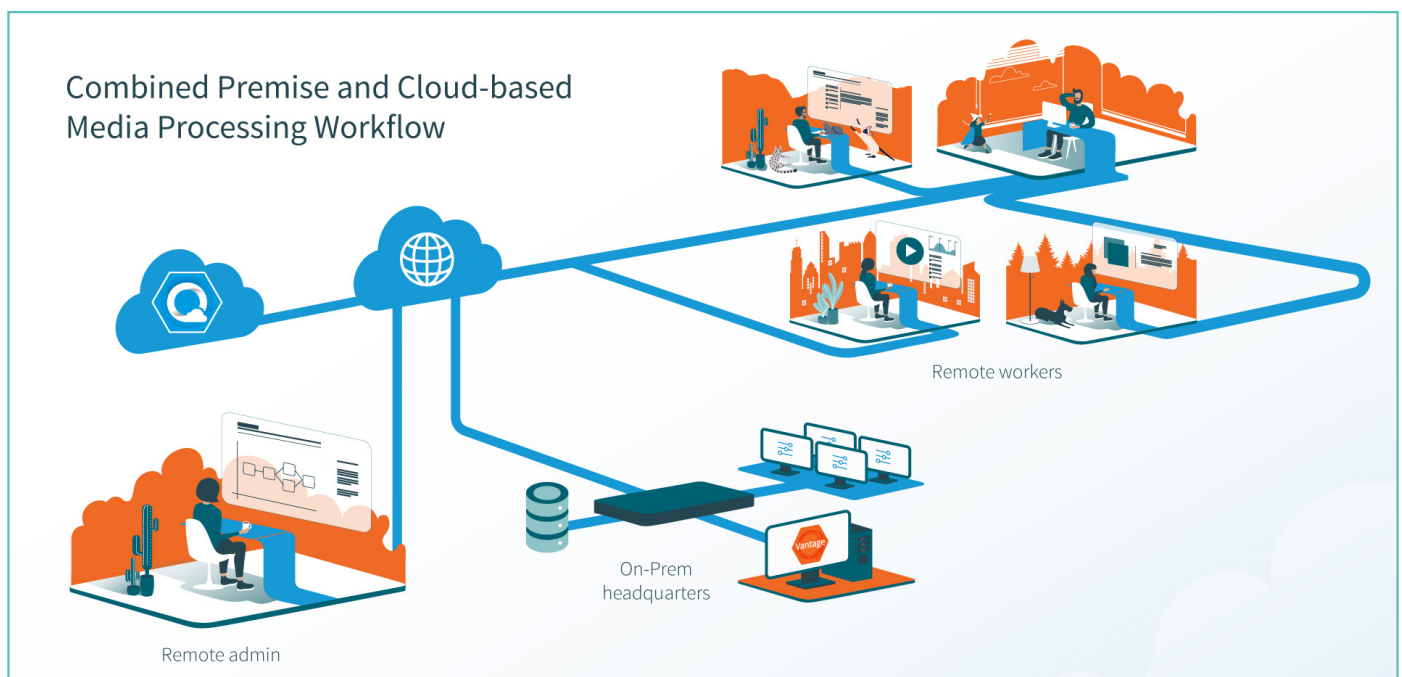 Combined Premise and Cloud-based
Media Processing Workflow
Remote workers
Vantage
On-Prem
headquarters
Remote admin